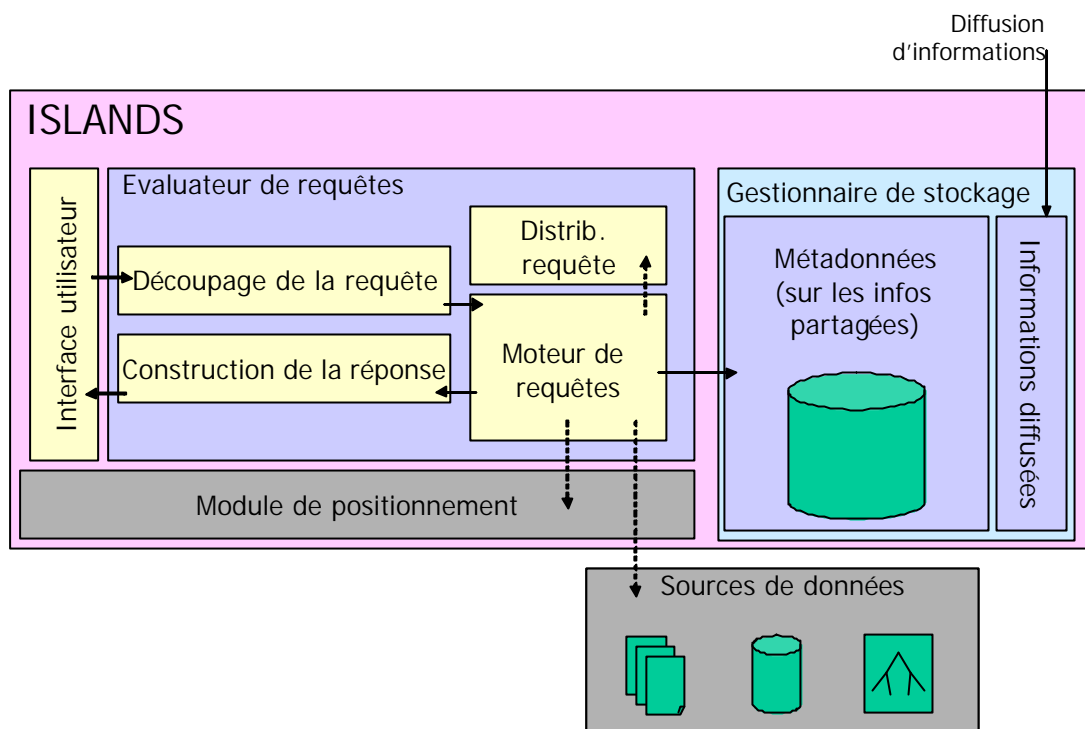 Diffusion
d'informations
ISLANDS
Interface utilisateur
Evaluateur de requêtes
Découpage de la requête
Construction de la réponse
Distrib.
requête
Moteur de
requêtes
Module de positionnement
Gestionnaire de stockage
Métadonnées
(sur les infos
partagées)
Informations diffusées
Sources de données